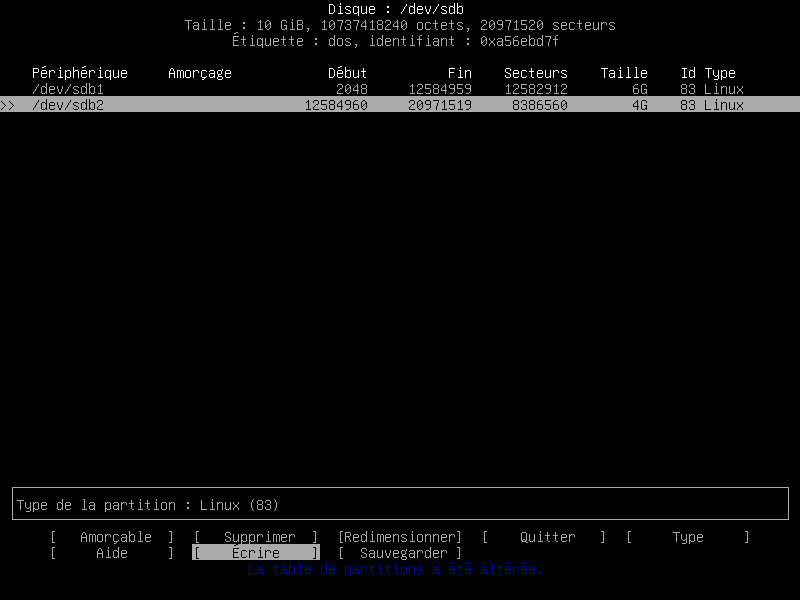 Disque : /dev/sdb
Taille : 10 GiB, 10737418240 octets, 20971520 secteurs
Étiquette : dos, identifiant : 0xa56ebd7f
Périphérique Amorçage Début Fin Secteurs Taille Id Type
/dev/sdb1 2048 12584959 12582912 6G 83 Linux
>> /dev/sdb2 12584960 20971519 8386560 4G 83 Linux
Type de la partition : Linux (83)
[ Amorçable ] [ Supprimer ] [Redimensionner] [ Quitter ] [ Type ]
[ Aide ] [ Écrire ] [ Sauvegarder ]
La table de partitions a été altérée.